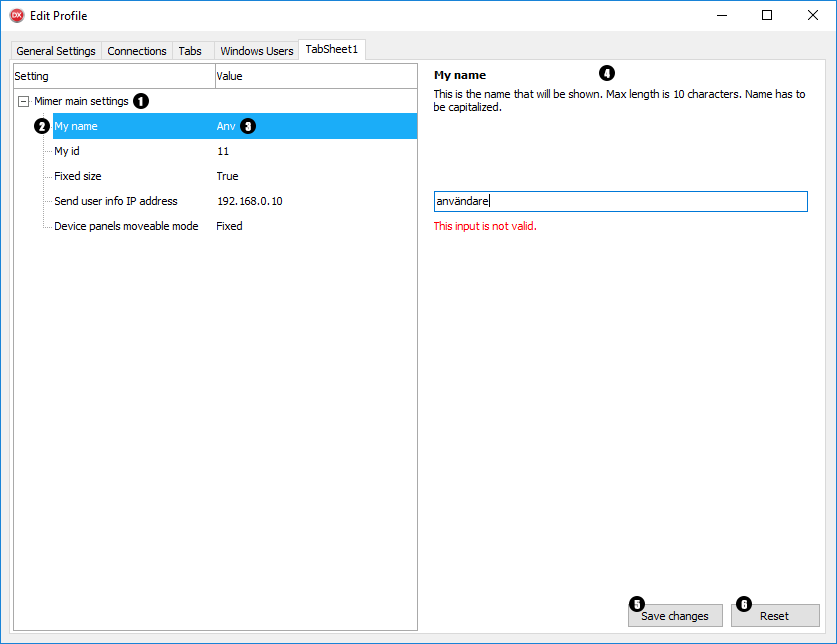 DX Edit Profile
General Settings Connections Tabs Windows Users TabSheet1
Setting Value
Mimer main settings 1
2 My name Anv 3
My id 11
Fixed size True
Send user info IP address 192.168.0.10
Device panels moveable mode Fixed
My name 4
This is the name that will be shown. Max length is 10 characters. Name has to
be capitalized.
användare
This input is not valid.
5 Save changes
6 Reset